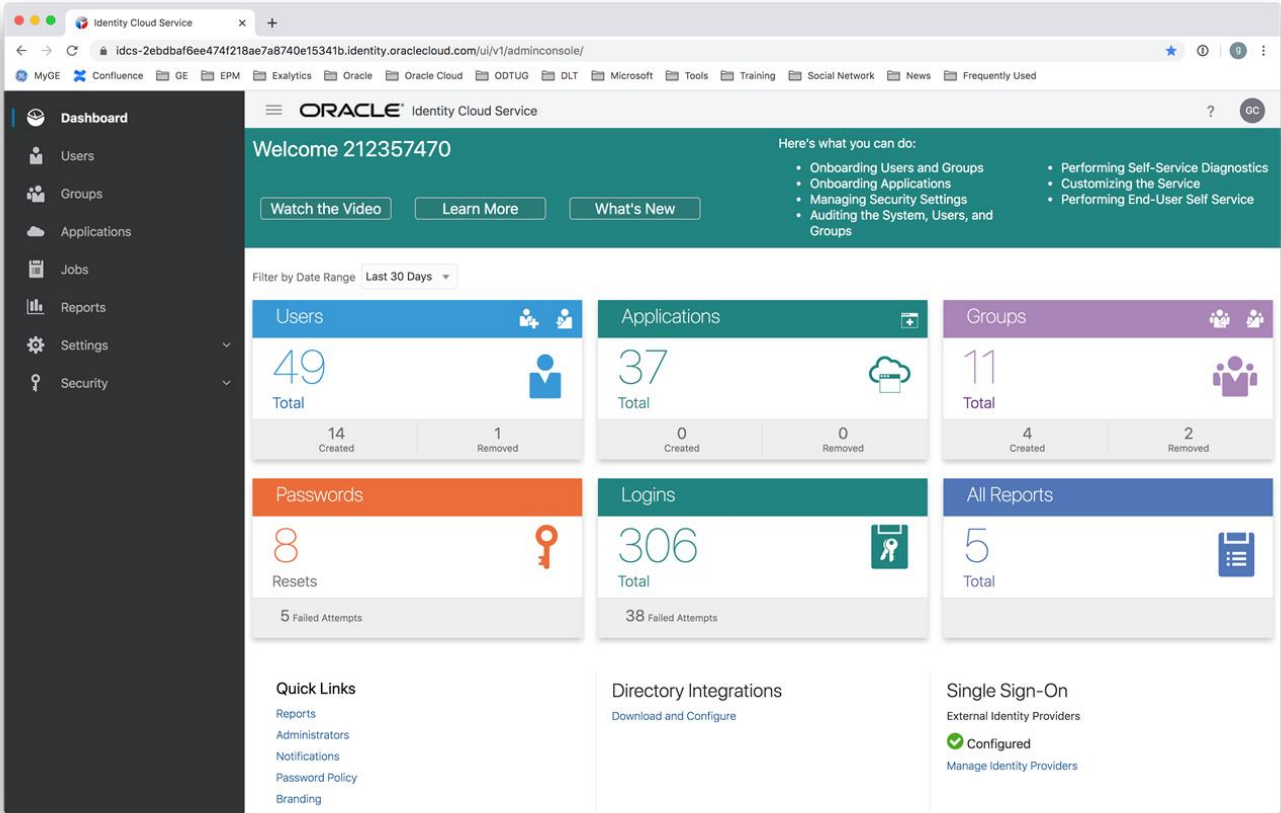 Identity Cloud Service
idcs-2ebdbaf6ee474f218ae7a8740e15341b.identity.oraclecloud.com/ui/v1/adminconsole/
g
MyGE Confluence GE EPM Exalytics Oracle Oracle Cloud ODTUG DLT Microsoft Tools Training Social Network News Frequently Used
Dashboard
Users
Groups
Applications
Jobs
Reports
Settings
Security
ORACLE® Identity Cloud Service
? GC
Welcome 212357470
Watch the Video Learn More What's New
Here's what you can do:
• Onboarding Users and Groups
• Onboarding Applications
• Managing Security Settings
• Auditing the System, Users, and
Groups
• Performing Self-Service Diagnostics
• Customizing the Service
• Performing End-User Self Service
Filter by Date Range Last 30 Days
Users
49
Total
14 1
Created Removed
Applications
37
Total
0 0
Created Removed
Groups
11
Total
4 2
Created Removed
Passwords
8
Resets
5 Failed Attempts
Logins
306
Total
38 Failed Attempts
All Reports
5
Total
Quick Links
Reports
Administrators
Notifications
Password Policy
Branding
Directory Integrations
Download and Configure
Single Sign-On
External Identity Providers
Configured
Manage Identity Providers